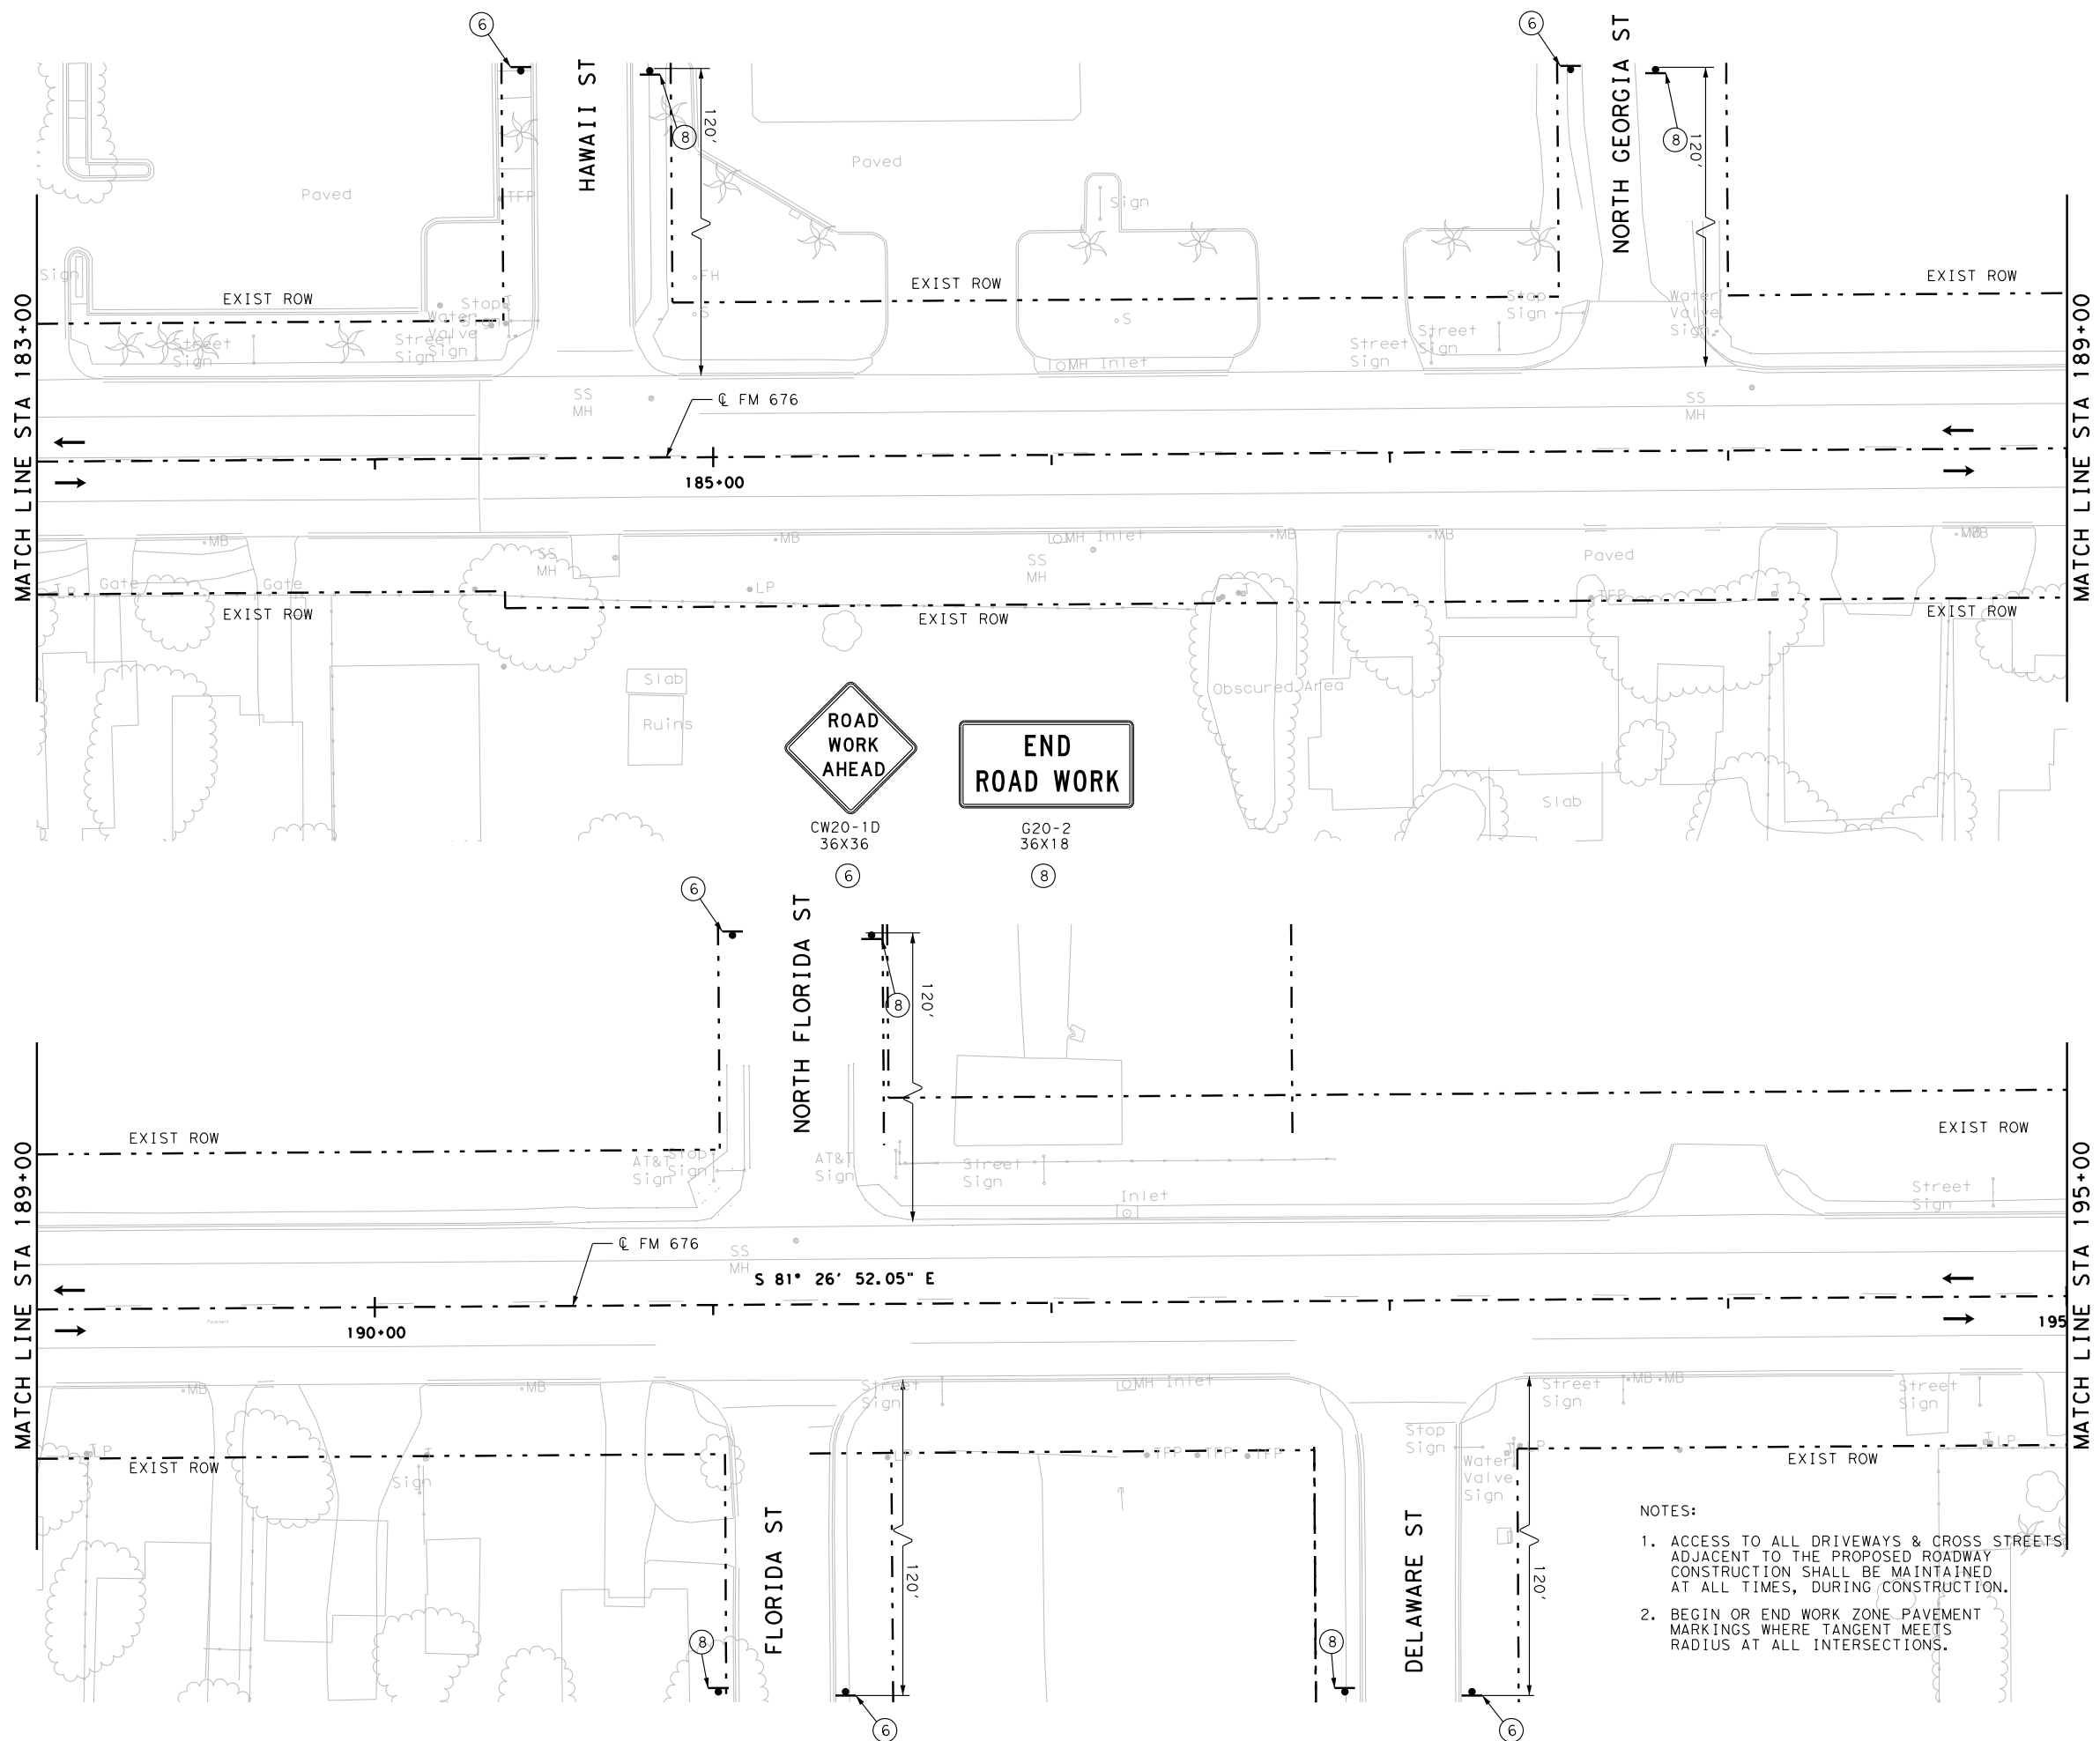 6
6
HAWAII ST
NORTH GEORGIA ST
8
120'
8
120'
Paved
Paved
TFP
Sign
Sign
FH
EXIST ROW
EXIST ROW
EXIST ROW
Stop
Sign
Water
Valve
Sign
S
S
Stop
Sign
Water
Valve
Sign
Street
Sign
Street
Sign
Street
Sign
Street
Sign
MH Inlet
MATCH LINE STA 183+00
MATCH LINE STA 189+00
SS
MH
℄ FM 676
SS
MH
185+00
MB
MB
MH Inlet
MB
MB
MB
SS
MH
SS
MH
Paved
Gate
Gate
LP
LP
TFP
EXIST ROW
EXIST ROW
EXIST ROW
Slab
Ruins
Obscured Area
Slab
ROAD
WORK
AHEAD
END
ROAD WORK
CW20-1D
36X36
G20-2
36X18
6
8
6
NORTH FLORIDA ST
8
120'
EXIST ROW
EXIST ROW
AT&T
Sign
Stop
Sign
AT&T
Sign
Street
Sign
Inlet
Street
Sign
MATCH LINE STA 189+00
MATCH LINE STA 195+00
℄ FM 676
SS
MH
S 81° 26' 52.05" E
190+00
195
MB
MB
Street
Sign
MH Inlet
Street
Sign
MB
MB
Street
Sign
Stop
Sign
Water
Valve
Sign
LP
LP
TFP
TFP
TFP
LP
LP
EXIST ROW
Sign
EXIST ROW
FLORIDA ST
DELAWARE ST
120'
120'
NOTES:
1. ACCESS TO ALL DRIVEWAYS & CROSS STREETS
ADJACENT TO THE PROPOSED ROADWAY
CONSTRUCTION SHALL BE MAINTAINED
AT ALL TIMES, DURING CONSTRUCTION.
2. BEGIN OR END WORK ZONE PAVEMENT
MARKINGS WHERE TANGENT MEETS
RADIUS AT ALL INTERSECTIONS.
8
8
6
6